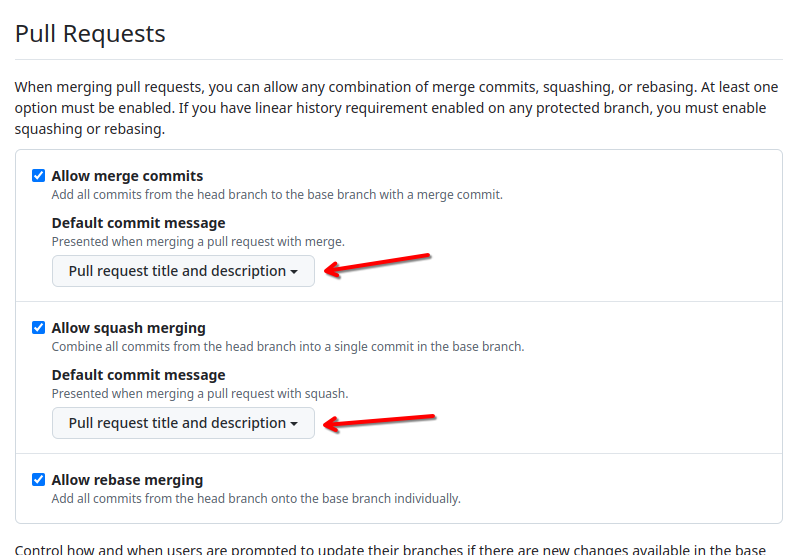 Pull Requests
When merging pull requests, you can allow any combination of merge commits, squashing, or rebasing. At least one
option must be enabled. If you have linear history requirement enabled on any protected branch, you must enable
squashing or rebasing.
Allow merge commits
Add all commits from the head branch to the base branch with a merge commit.
Default commit message
Presented when merging a pull request with merge.
Pull request title and description
Allow squash merging
Combine all commits from the head branch into a single commit in the base branch.
Default commit message
Presented when merging a pull request with squash.
Pull request title and description
Allow rebase merging
Add all commits from the head branch onto the base branch individually.
Control how and when users are prompted to update their branches if there are new changes available in the base